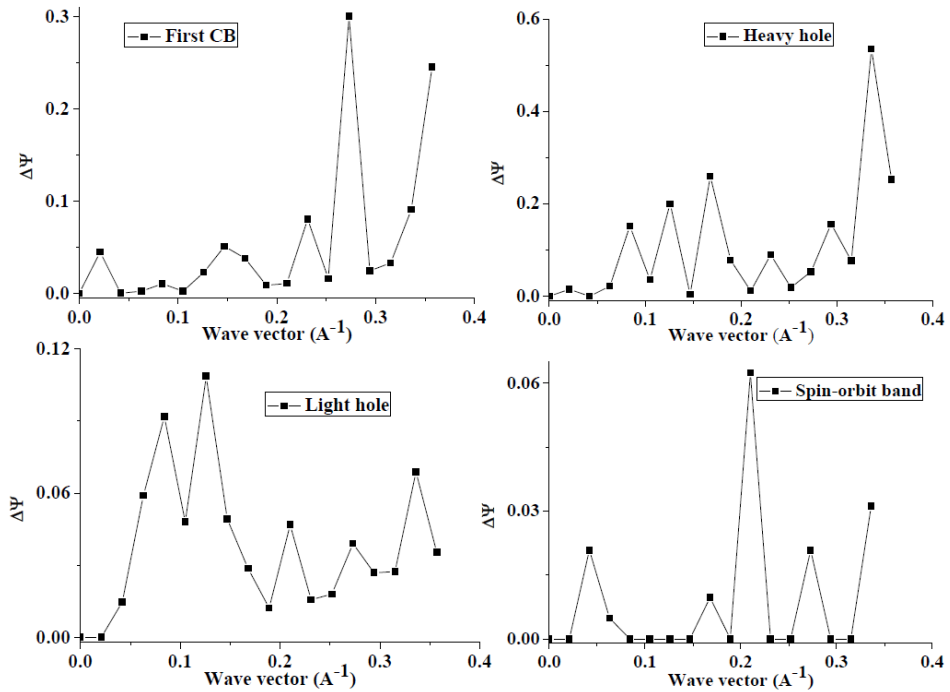 0.3
0.2
0.1
0.0
ΔΨ
First CB
0.0 0.1 0.2 0.3 0.4
Wave vector (A⁻¹)
0.6
0.4
0.2
0.0
ΔΨ
Heavy hole
0.0 0.1 0.2 0.3 0.4
Wave vector (A⁻¹)
0.12
0.06
0.00
ΔΨ
Light hole
0.0 0.1 0.2 0.3 0.4
Wave vector (A⁻¹)
0.06
0.03
0.00
ΔΨ
Spin-orbit band
0.0 0.1 0.2 0.3 0.4
Wave vector (A⁻¹)